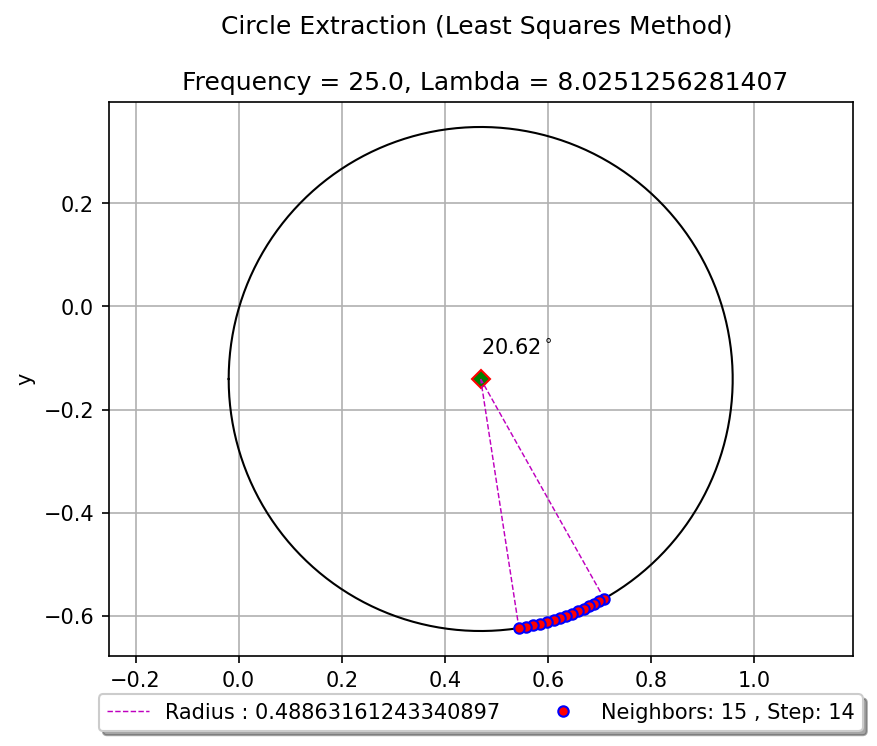 Circle Extraction (Least Squares Method)
Frequency = 25.0, Lambda = 8.0251256281407
0.2
0.0
−0.2
−0.4
−0.6
y
20.62°
−0.2 0.0 0.2 0.4 0.6 0.8 1.0
Radius : 0.48863161243340897 Neighbors: 15 , Step: 14